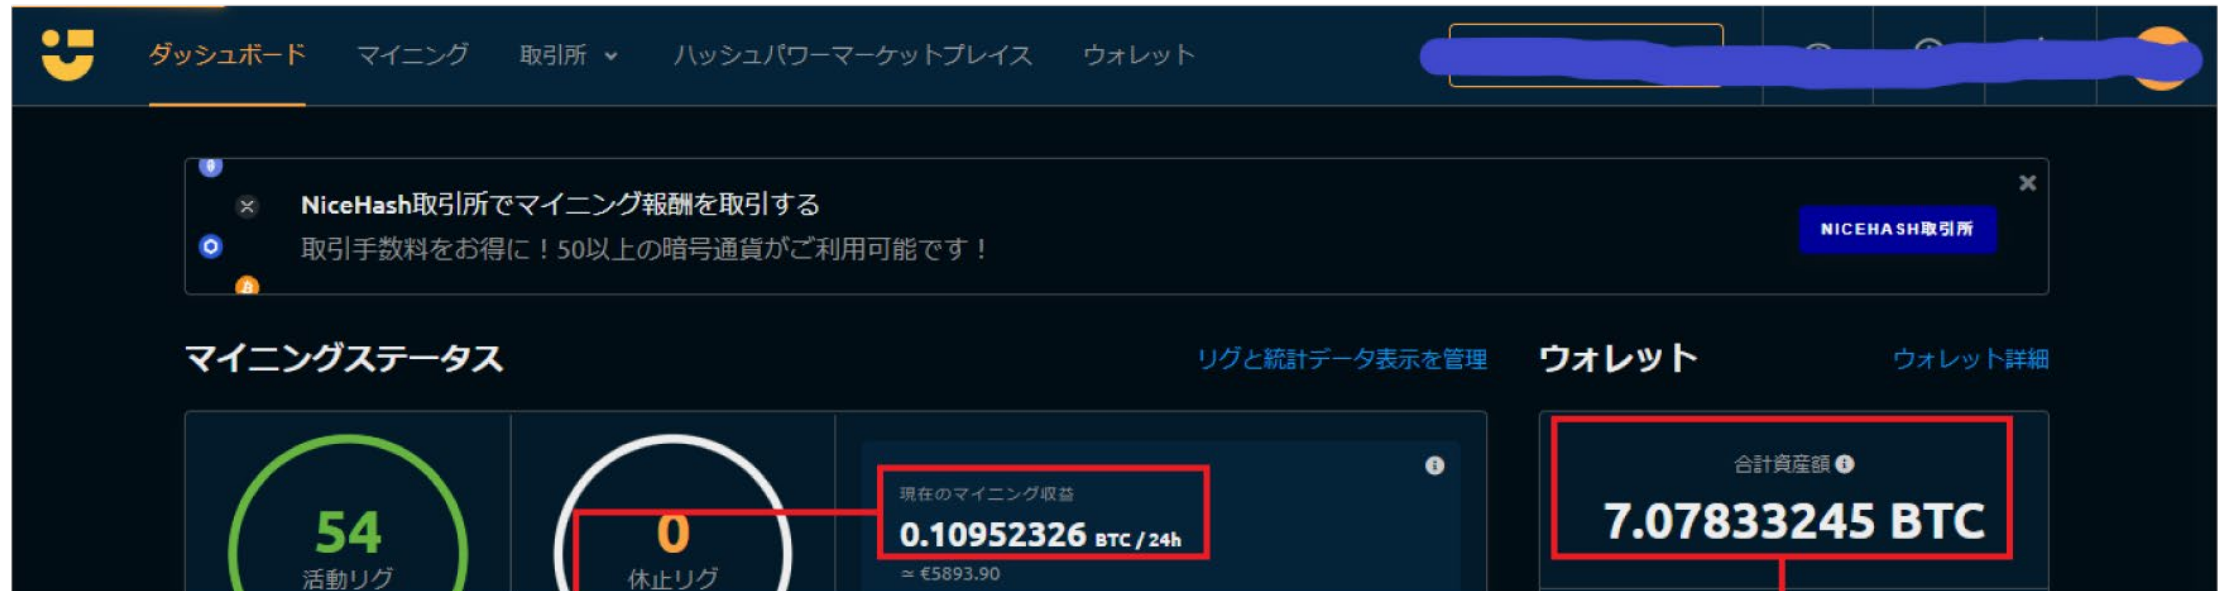 ダッシュボード マイニング 取引所 ハッシュパワーマーケットプレイス ウォレット
NiceHash取引所でマイニング報酬を取引する
取引手数料をお得に！50以上の暗号通貨がご利用可能です！
NICEHASH取引所
マイニングステータス リグと統計データ表示を管理 ウォレット ウォレット詳細
54
活動リグ
0
休止リグ
現在のマイニング収益
0.10952326 BTC / 24h
≃ €5893.90
合計資産額
7.07833245 BTC